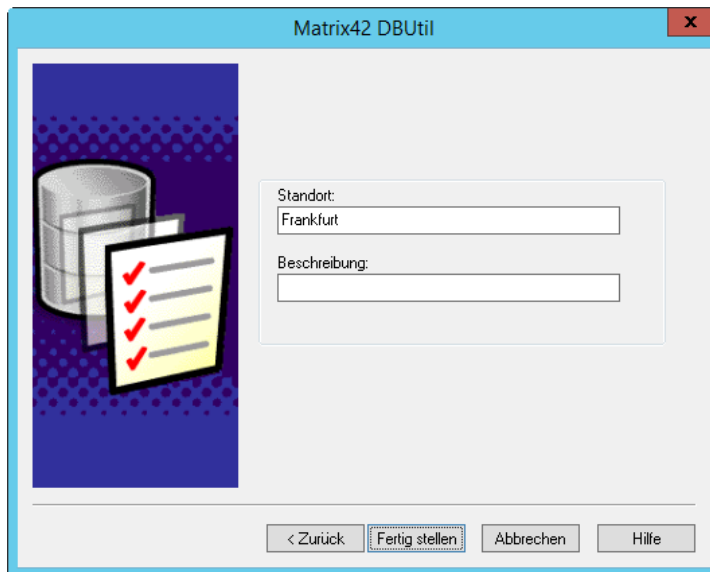 Matrix42 DBUtil
x
Standort:
Frankfurt
Beschreibung:
< Zurück
Fertig stellen
Abbrechen
Hilfe